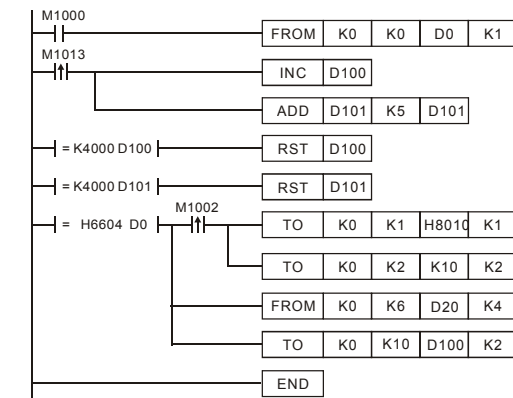 M1000
FROM K0 K0 D0 K1
M1013
INC D100
ADD D101 K5 D101
= K4000 D100 RST D100
= K4000 D101 RST D101
M1002
= H6604 D0 TO K0 K1 H8010 K1
TO K0 K2 K10 K2
FROM K0 K6 D20 K4
TO K0 K10 D100 K2
END